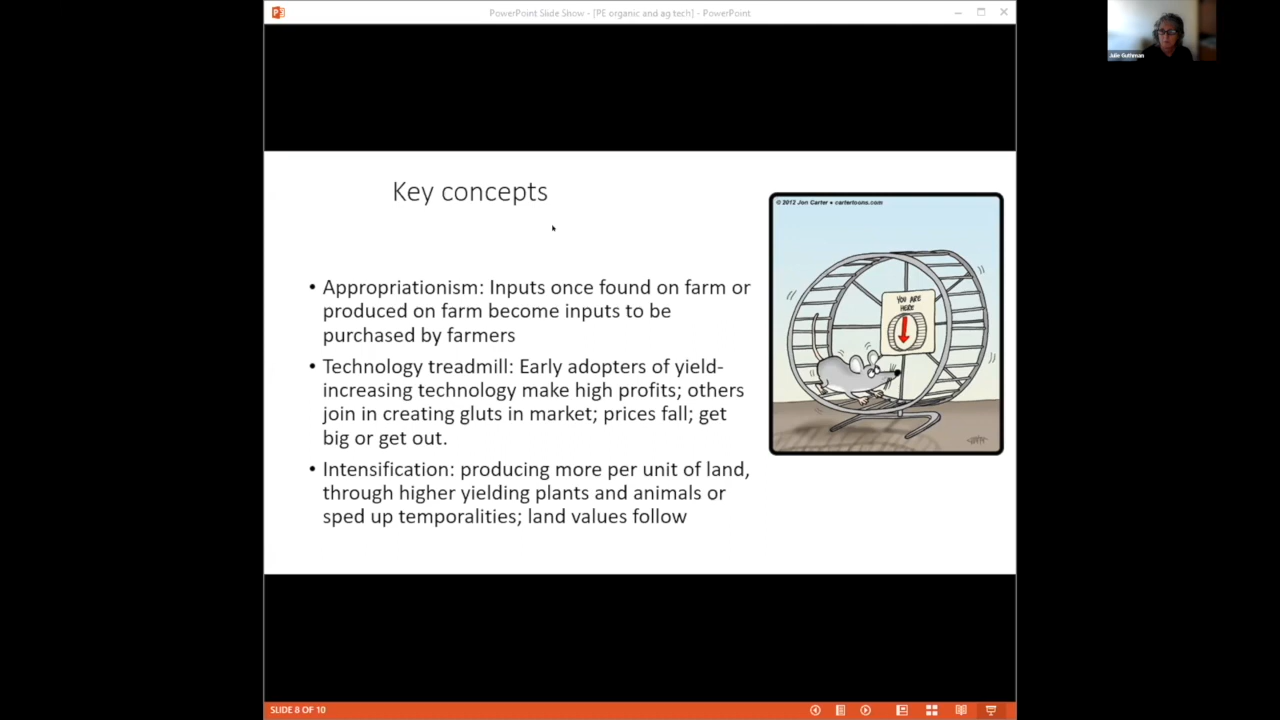 PowerPoint Slide Show - [PE organic and ag tech] - PowerPoint
Julie Guthman
Key concepts
© 2012 Jon Carter • cartertoons.com
YOU ARE
HERE
• Appropriationism: Inputs once found on farm or
produced on farm become inputs to be
purchased by farmers
• Technology treadmill: Early adopters of yield-
increasing technology make high profits; others
join in creating gluts in market; prices fall; get
big or get out.
• Intensification: producing more per unit of land,
through higher yielding plants and animals or
sped up temporalities; land values follow
SLIDE 8 OF 10